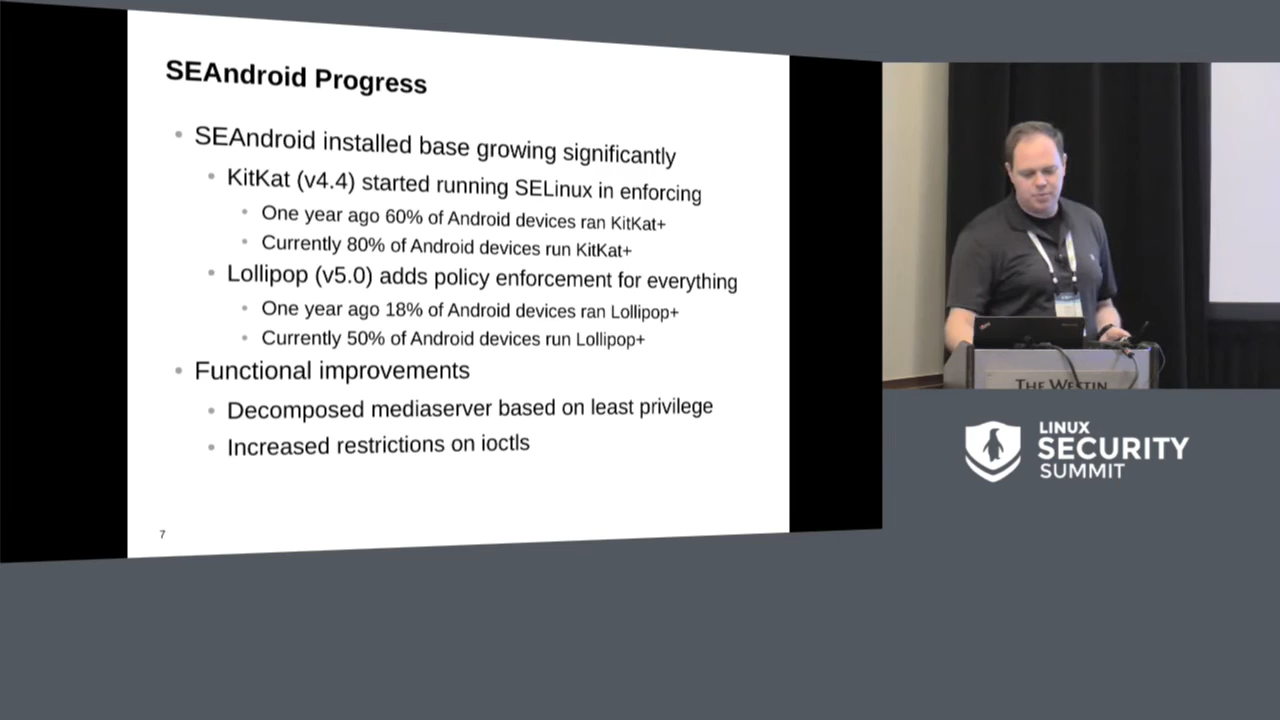 SEAndroid Progress
SEAndroid installed base growing significantly
KitKat (v4.4) started running SELinux in enforcing
One year ago 60% of Android devices ran KitKat+
Currently 80% of Android devices run KitKat+
Lollipop (v5.0) adds policy enforcement for everything
One year ago 18% of Android devices ran Lollipop+
Currently 50% of Android devices run Lollipop+
Functional improvements
Decomposed mediaserver based on least privilege
Increased restrictions on ioctls
7
THE WESTIN
LINUX
SECURITY
SUMMIT